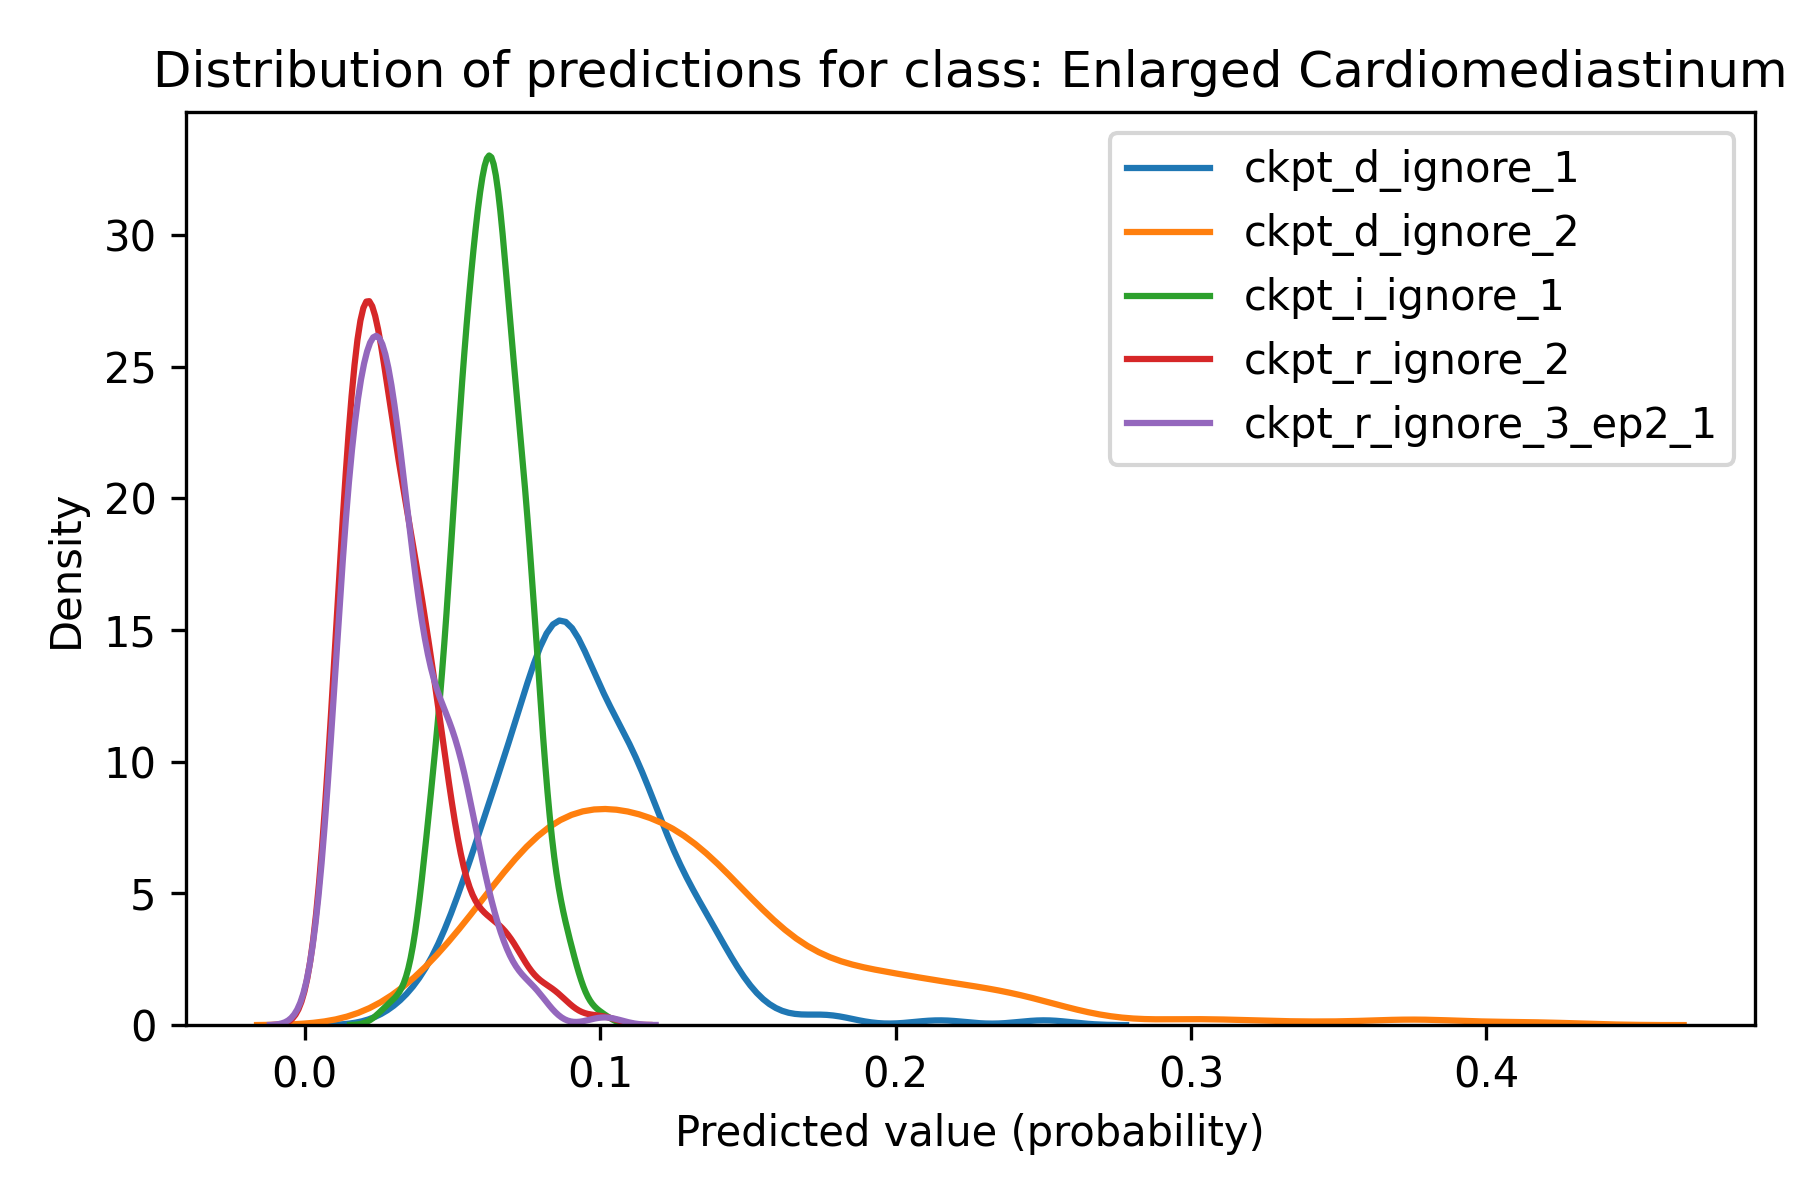 Distribution of predictions for class: Enlarged Cardiomediastinum
ckpt_d_ignore_1
ckpt_d_ignore_2
ckpt_i_ignore_1
ckpt_r_ignore_2
ckpt_r_ignore_3_ep2_1
Density
30
25
20
15
10
5
0
0.0 0.1 0.2 0.3 0.4
Predicted value (probability)